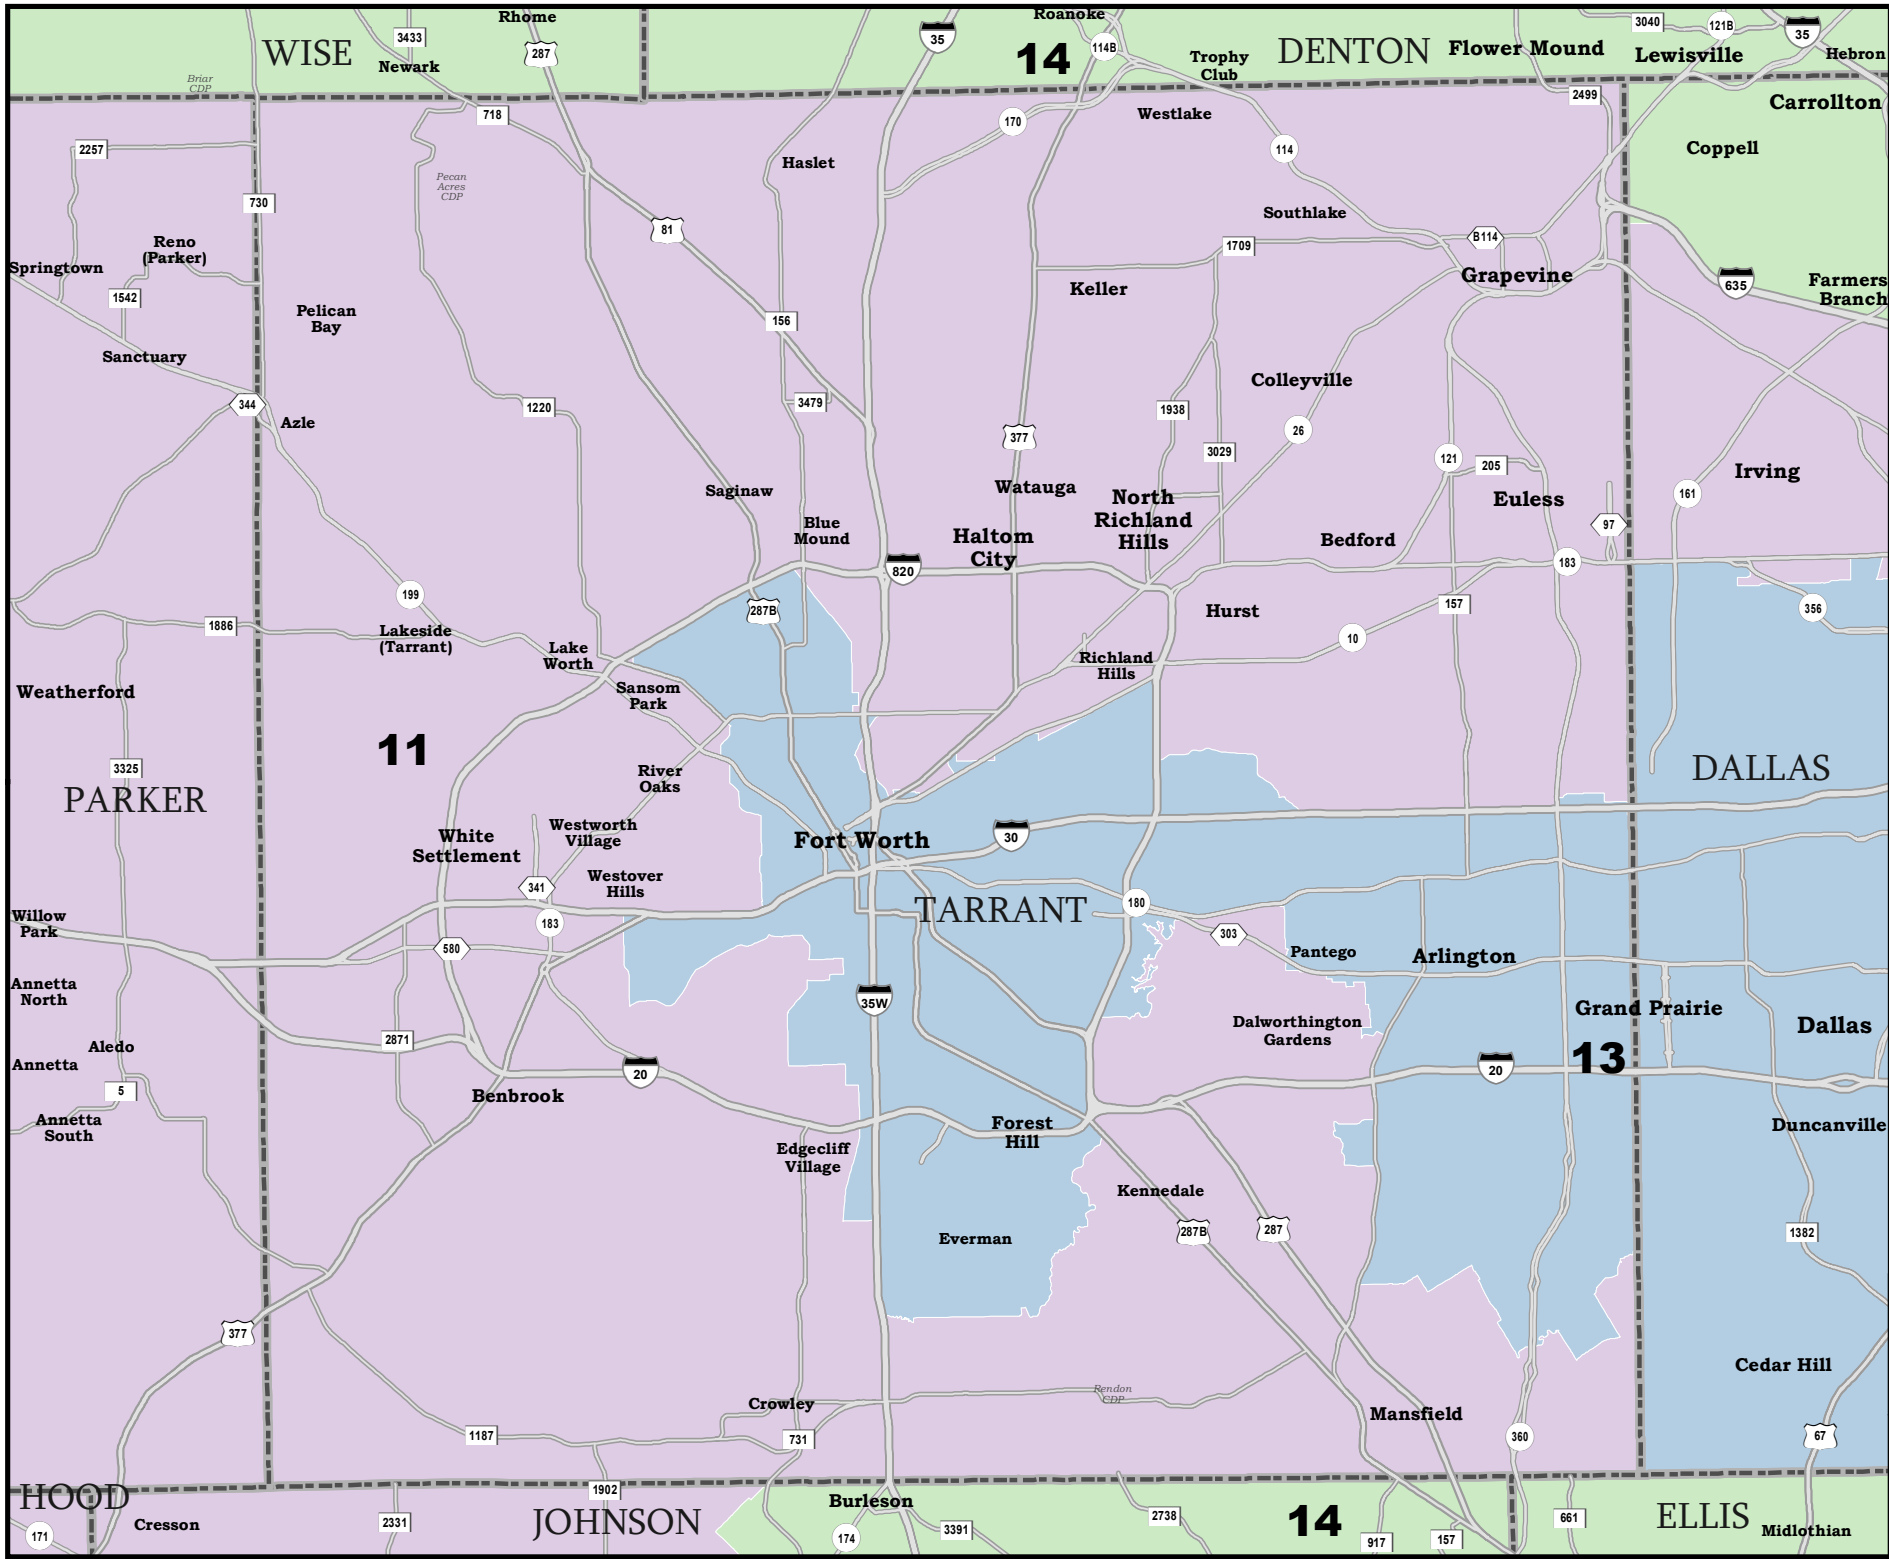 Rhome
Roanoke
3433
287
35
114B
3040
121B
35
WISE
Newark
14
Trophy
Club
DENTON
Flower Mound
Lewisville
Hebron
Briar
CDP
718
170
Westlake
2499
Carrollton
2257
Haslet
114
Coppell
Pecan
Acres
CDP
730
81
Southlake
Reno
(Parker)
1709
B114
Springtown
Grapevine
1542
Keller
635
Farmers
Branch
Pelican
Bay
156
Sanctuary
Colleyville
344
Azle
1220
3479
1938
26
377
3029
121
205
Irving
Saginaw
Watauga
North
Richland
Hills
Euless
161
Blue
Mound
Haltom
City
Bedford
97
820
183
199
287B
Hurst
157
356
1886
Lakeside
(Tarrant)
10
Lake
Worth
Richland
Hills
Weatherford
Sansom
Park
11
3325
River
Oaks
DALLAS
PARKER
White
Settlement
Westworth
Village
Fort Worth
30
341
Westover
Hills
180
TARRANT
Willow
Park
183
580
303
Pantego
Arlington
Annetta
North
35W
Grand Prairie
Dalworthington
Gardens
Dallas
2871
Aledo
Annetta
13
20
20
5
Benbrook
Annetta
South
Forest
Hill
Duncanville
Edgecliff
Village
Kennedale
287B
287
1382
Everman
377
Cedar Hill
Rendon
CDP
Crowley
Mansfield
1187
731
360
67
HOOD
1902
Burleson
171
Cresson
2331
JOHNSON
174
3391
2738
14
917
157
661
ELLIS
Midlothian